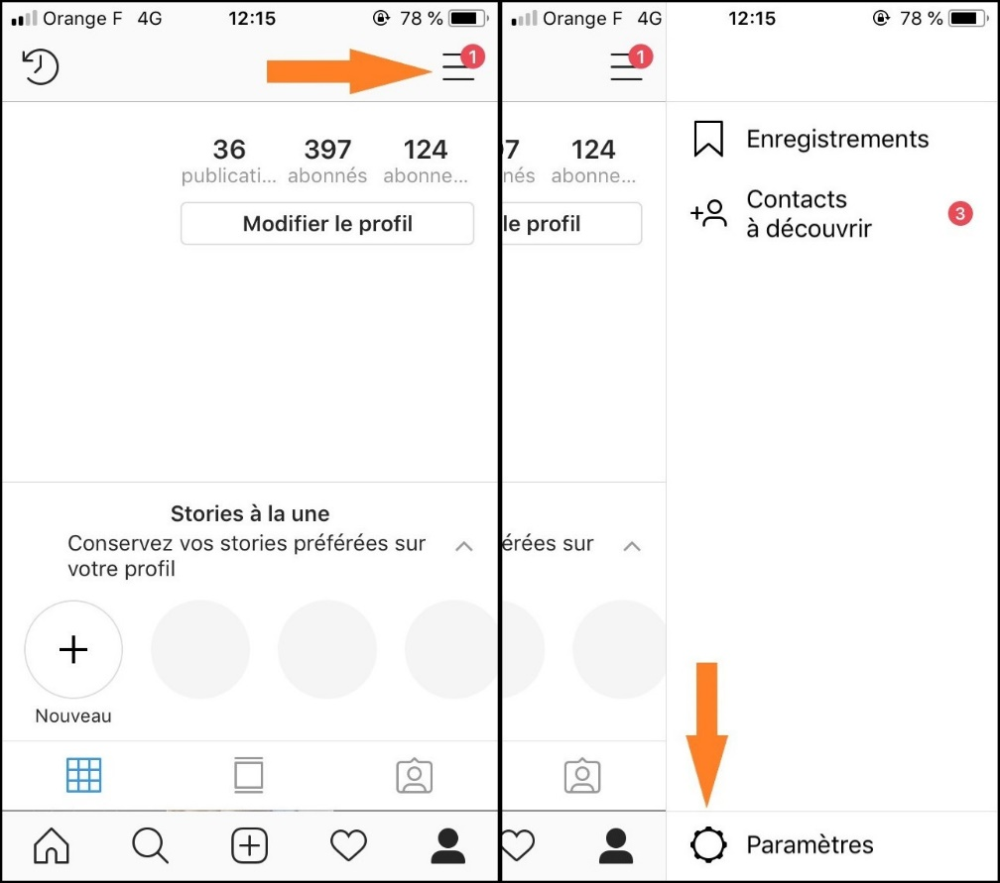 Orange F 4G 12:15 78 %
1
36 397 124
publicati... abonnés abonne...
Modifier le profil
Stories à la une
Conservez vos stories préférées sur
votre profil
Nouveau
Orange F 4G 12:15 78 %
1
7 124
nés abonne...
le profil
érées sur
Enregistrements
Contacts
à découvrir
3
Paramètres